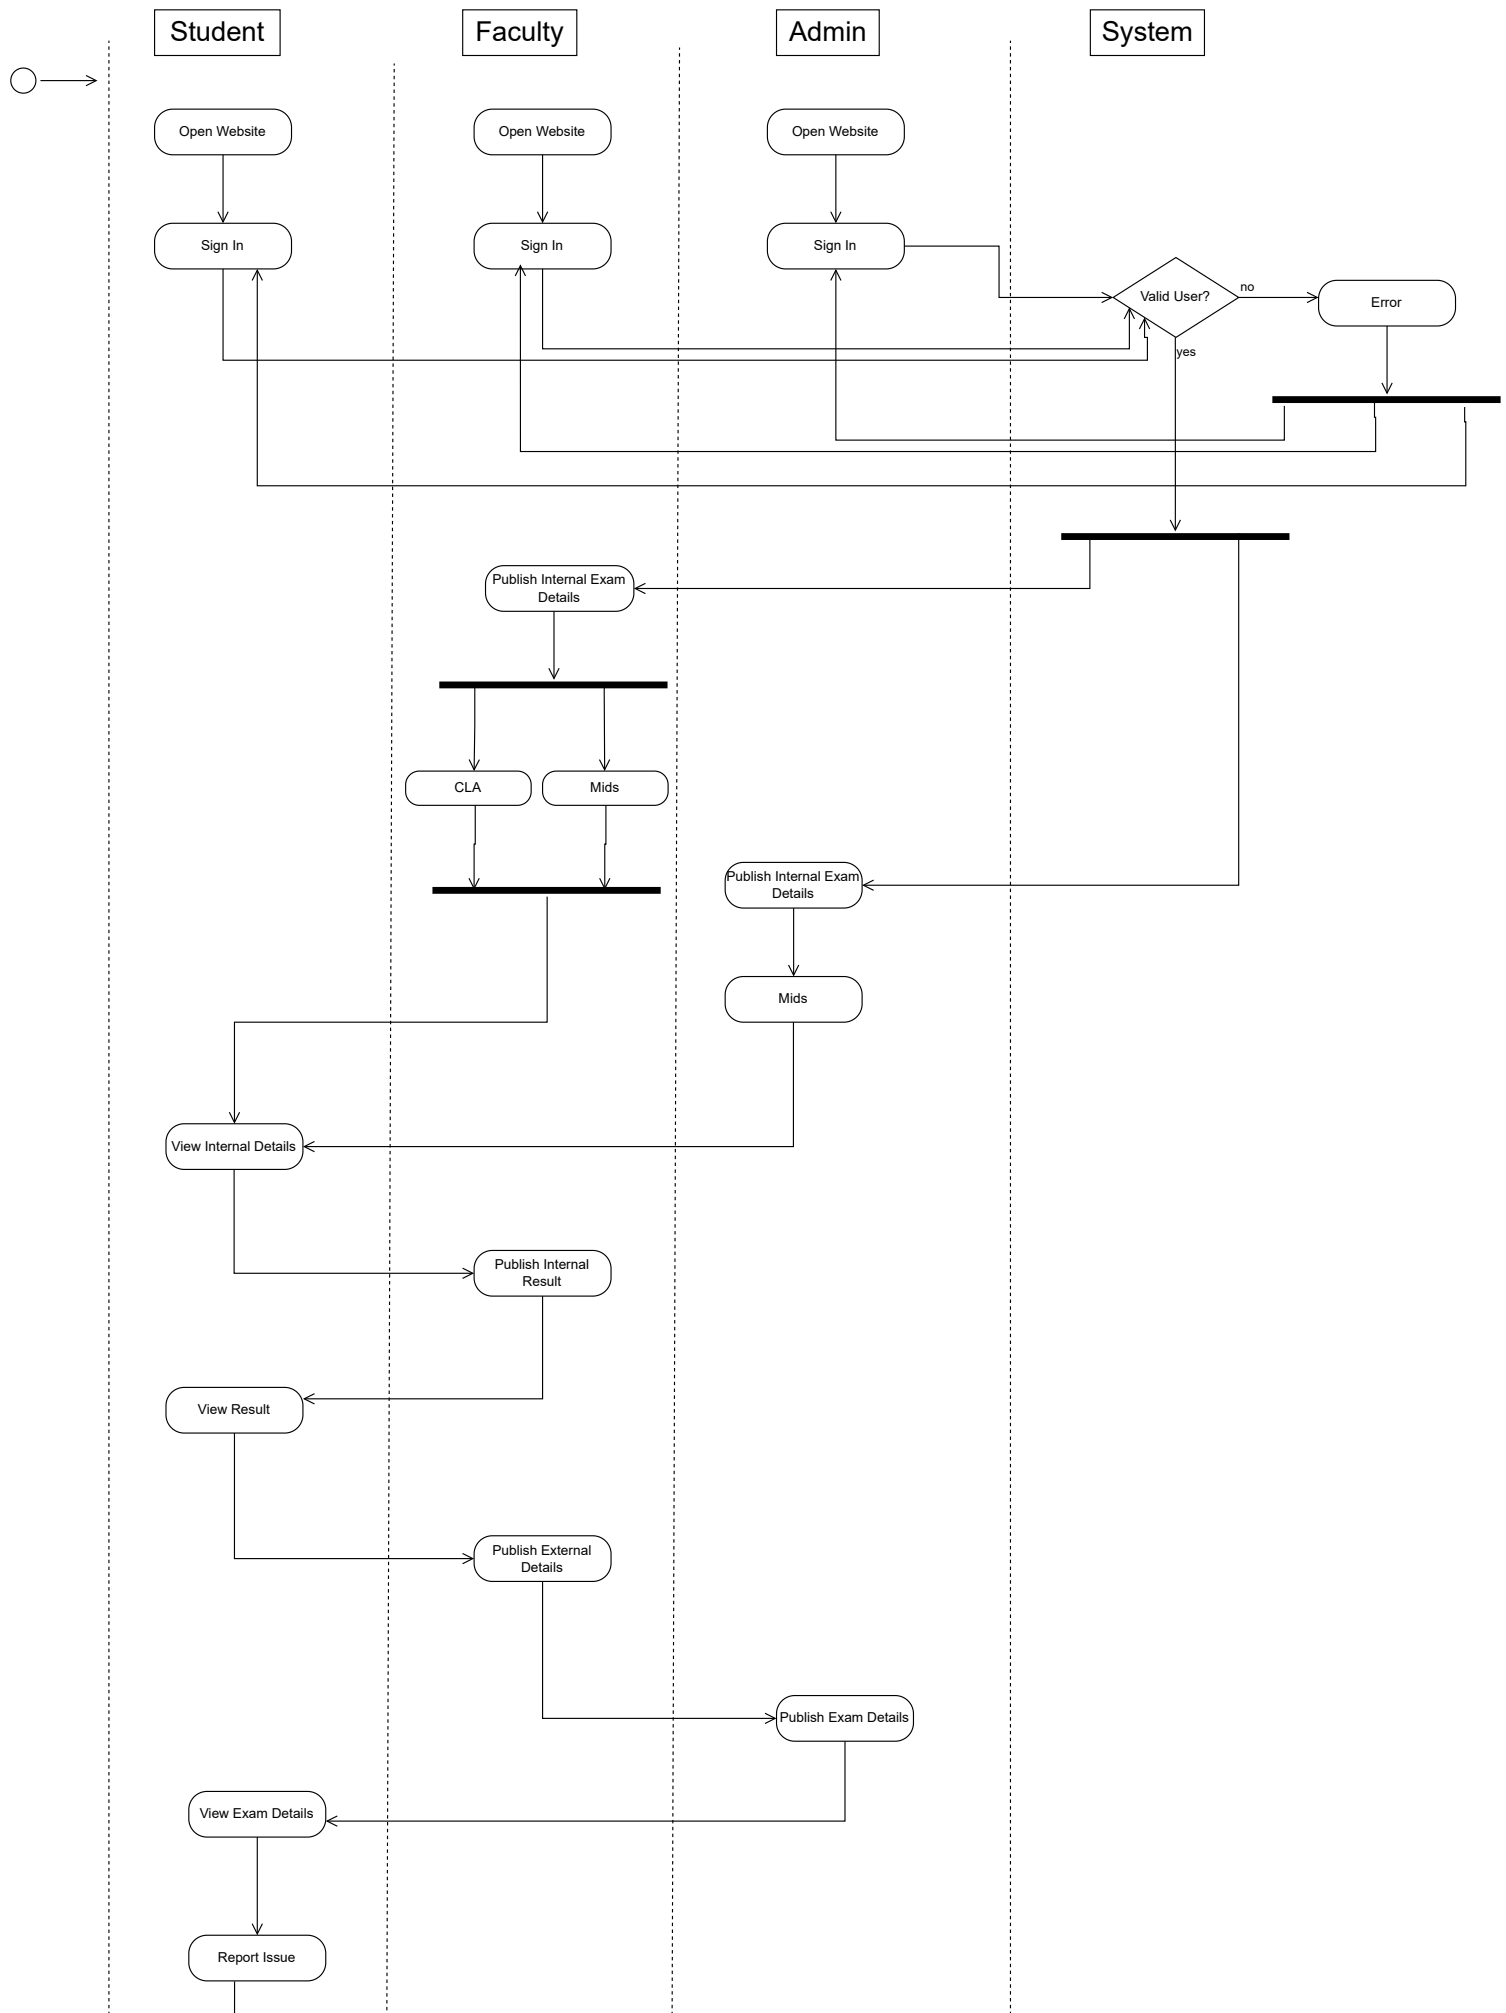 Student
Faculty
Admin
System
Open Website
Open Website
Open Website
Sign In
Sign In
Sign In
Valid User?
no
Error
yes
Publish Internal Exam
Details
CLA
Mids
Publish Internal Exam
Details
Mids
View Internal Details
Publish Internal
Result
View Result
Publish External
Details
Publish Exam Details
View Exam Details
Report Issue